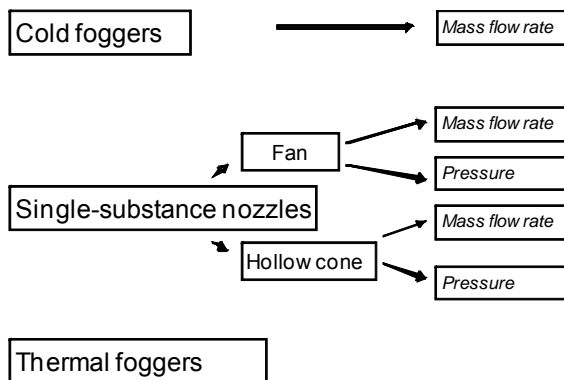 Cold foggers
Mass flow rate
Mass flow rate
Fan
Pressure
Single-substance nozzles
Mass flow rate
Hollow cone
Pressure
Thermal foggers